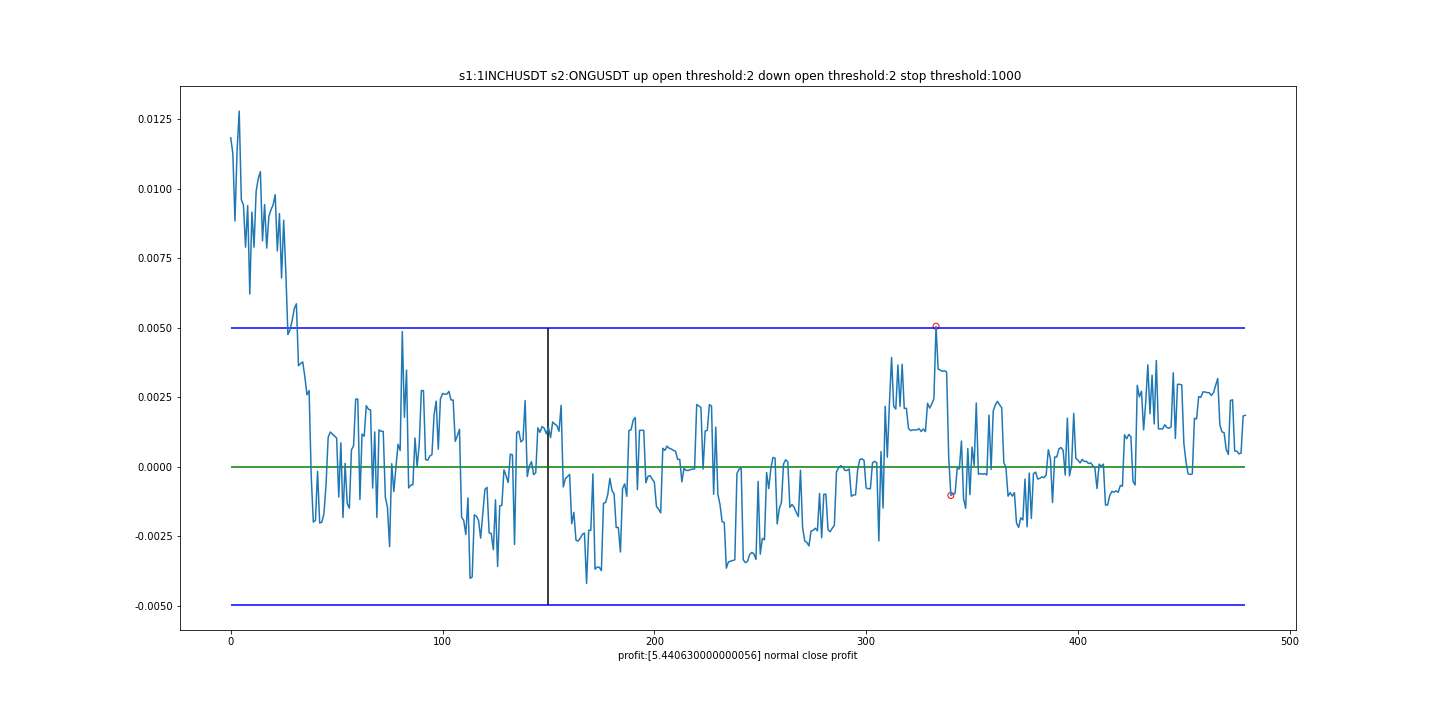 s1:1INCHUSDT s2:ONGUSDT up open threshold:2 down open threshold:2 stop threshold:1000
0.0125
0.0100
0.0075
0.0050
0.0025
0.0000
-0.0025
-0.0050
0 100 200 300 400 500
profit:[5.440630000000056] normal close profit